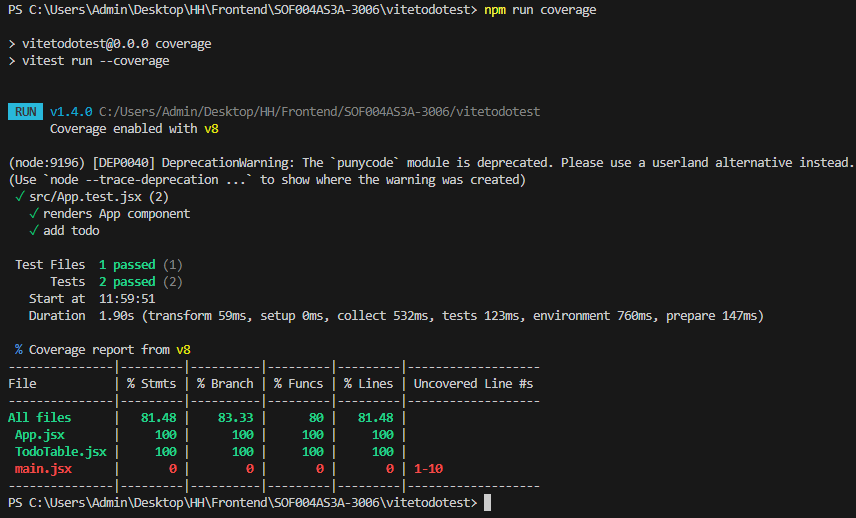 PS C:\Users\Admin\Desktop\HH\Frontend\SOF004AS3A-3006\vitetodotest> npm run coverage
> vitetodotest@0.0.0 coverage
> vitest run --coverage
RUN v1.4.0 C:/Users/Admin/Desktop/HH/Frontend/SOF004AS3A-3006/vitetodotest
Coverage enabled with v8
(node:9196) [DEP0040] DeprecationWarning: The `punycode` module is deprecated. Please use a userland alternative instead.
(Use `node --trace-deprecation ...` to show where the warning was created)
✓ src/App.test.jsx (2)
✓ renders App component
✓ add todo
Test Files 1 passed (1)
Tests 2 passed (2)
Start at 11:59:51
Duration 1.90s (transform 59ms, setup 0ms, collect 532ms, tests 123ms, environment 760ms, prepare 147ms)
% Coverage report from v8
---------------|---------|----------|---------|---------|-------------------
File | % Stmts | % Branch | % Funcs | % Lines | Uncovered Line #s
---------------|---------|----------|---------|---------|-------------------
All files | 81.48 | 83.33 | 80 | 81.48 |
App.jsx | 100 | 100 | 100 | 100 |
TodoTable.jsx | 100 | 100 | 100 | 100 |
main.jsx | 0 | 0 | 0 | 0 | 1-10
---------------|---------|----------|---------|---------|-------------------
PS C:\Users\Admin\Desktop\HH\Frontend\SOF004AS3A-3006\vitetodotest>